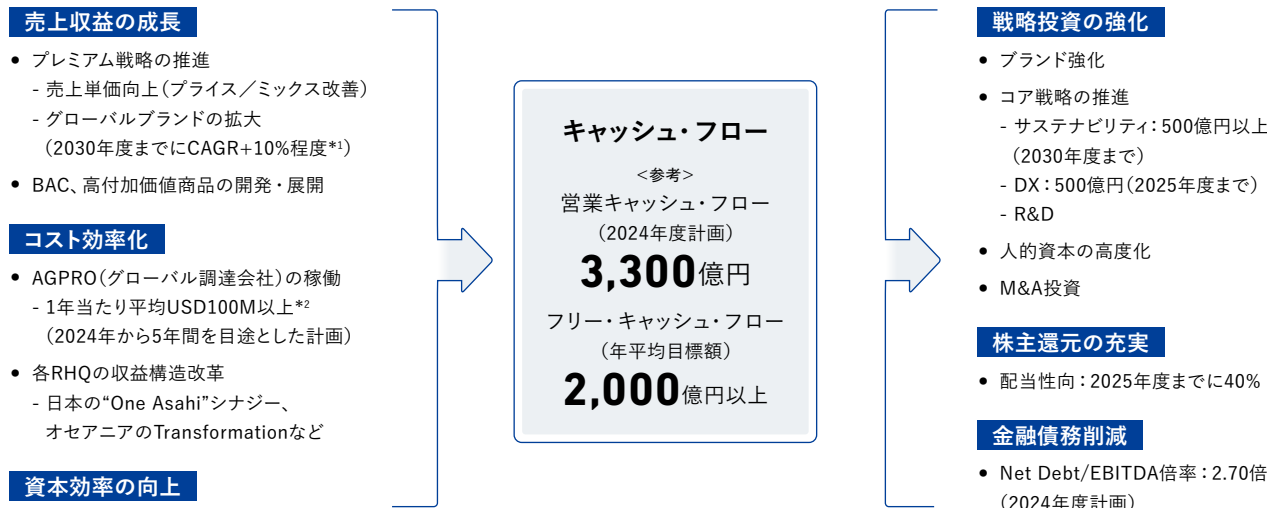 売上収益の成長
• プレミアム戦略の推進
- 売上単価向上（プライス／ミックス改善）
- グローバルブランドの拡大
（2030年度までにCAGR+10%程度*1）
• BAC、高付加価値商品の開発・展開
コスト効率化
• AGPRO（グローバル調達会社）の稼働
- 1年当たり平均USD100M以上*2
（2024年から5年間を目途とした計画）
• 各RHQの収益構造改革
- 日本の“One Asahi”シナジー、
オセアニアのTransformationなど
資本効率の向上
キャッシュ・フロー
<参考>
営業キャッシュ・フロー
（2024年度計画）
3,300億円
フリー・キャッシュ・フロー
（年平均目標額）
2,000億円以上
戦略投資の強化
• ブランド強化
• コア戦略の推進
- サステナビリティ：500億円以上
（2030年度まで）
- DX：500億円（2025年度まで）
- R&D
• 人的資本の高度化
• M&A投資
株主還元の充実
• 配当性向：2025年度までに40%
金融債務削減
• Net Debt/EBITDA倍率：2.70倍
（2024年度計画）